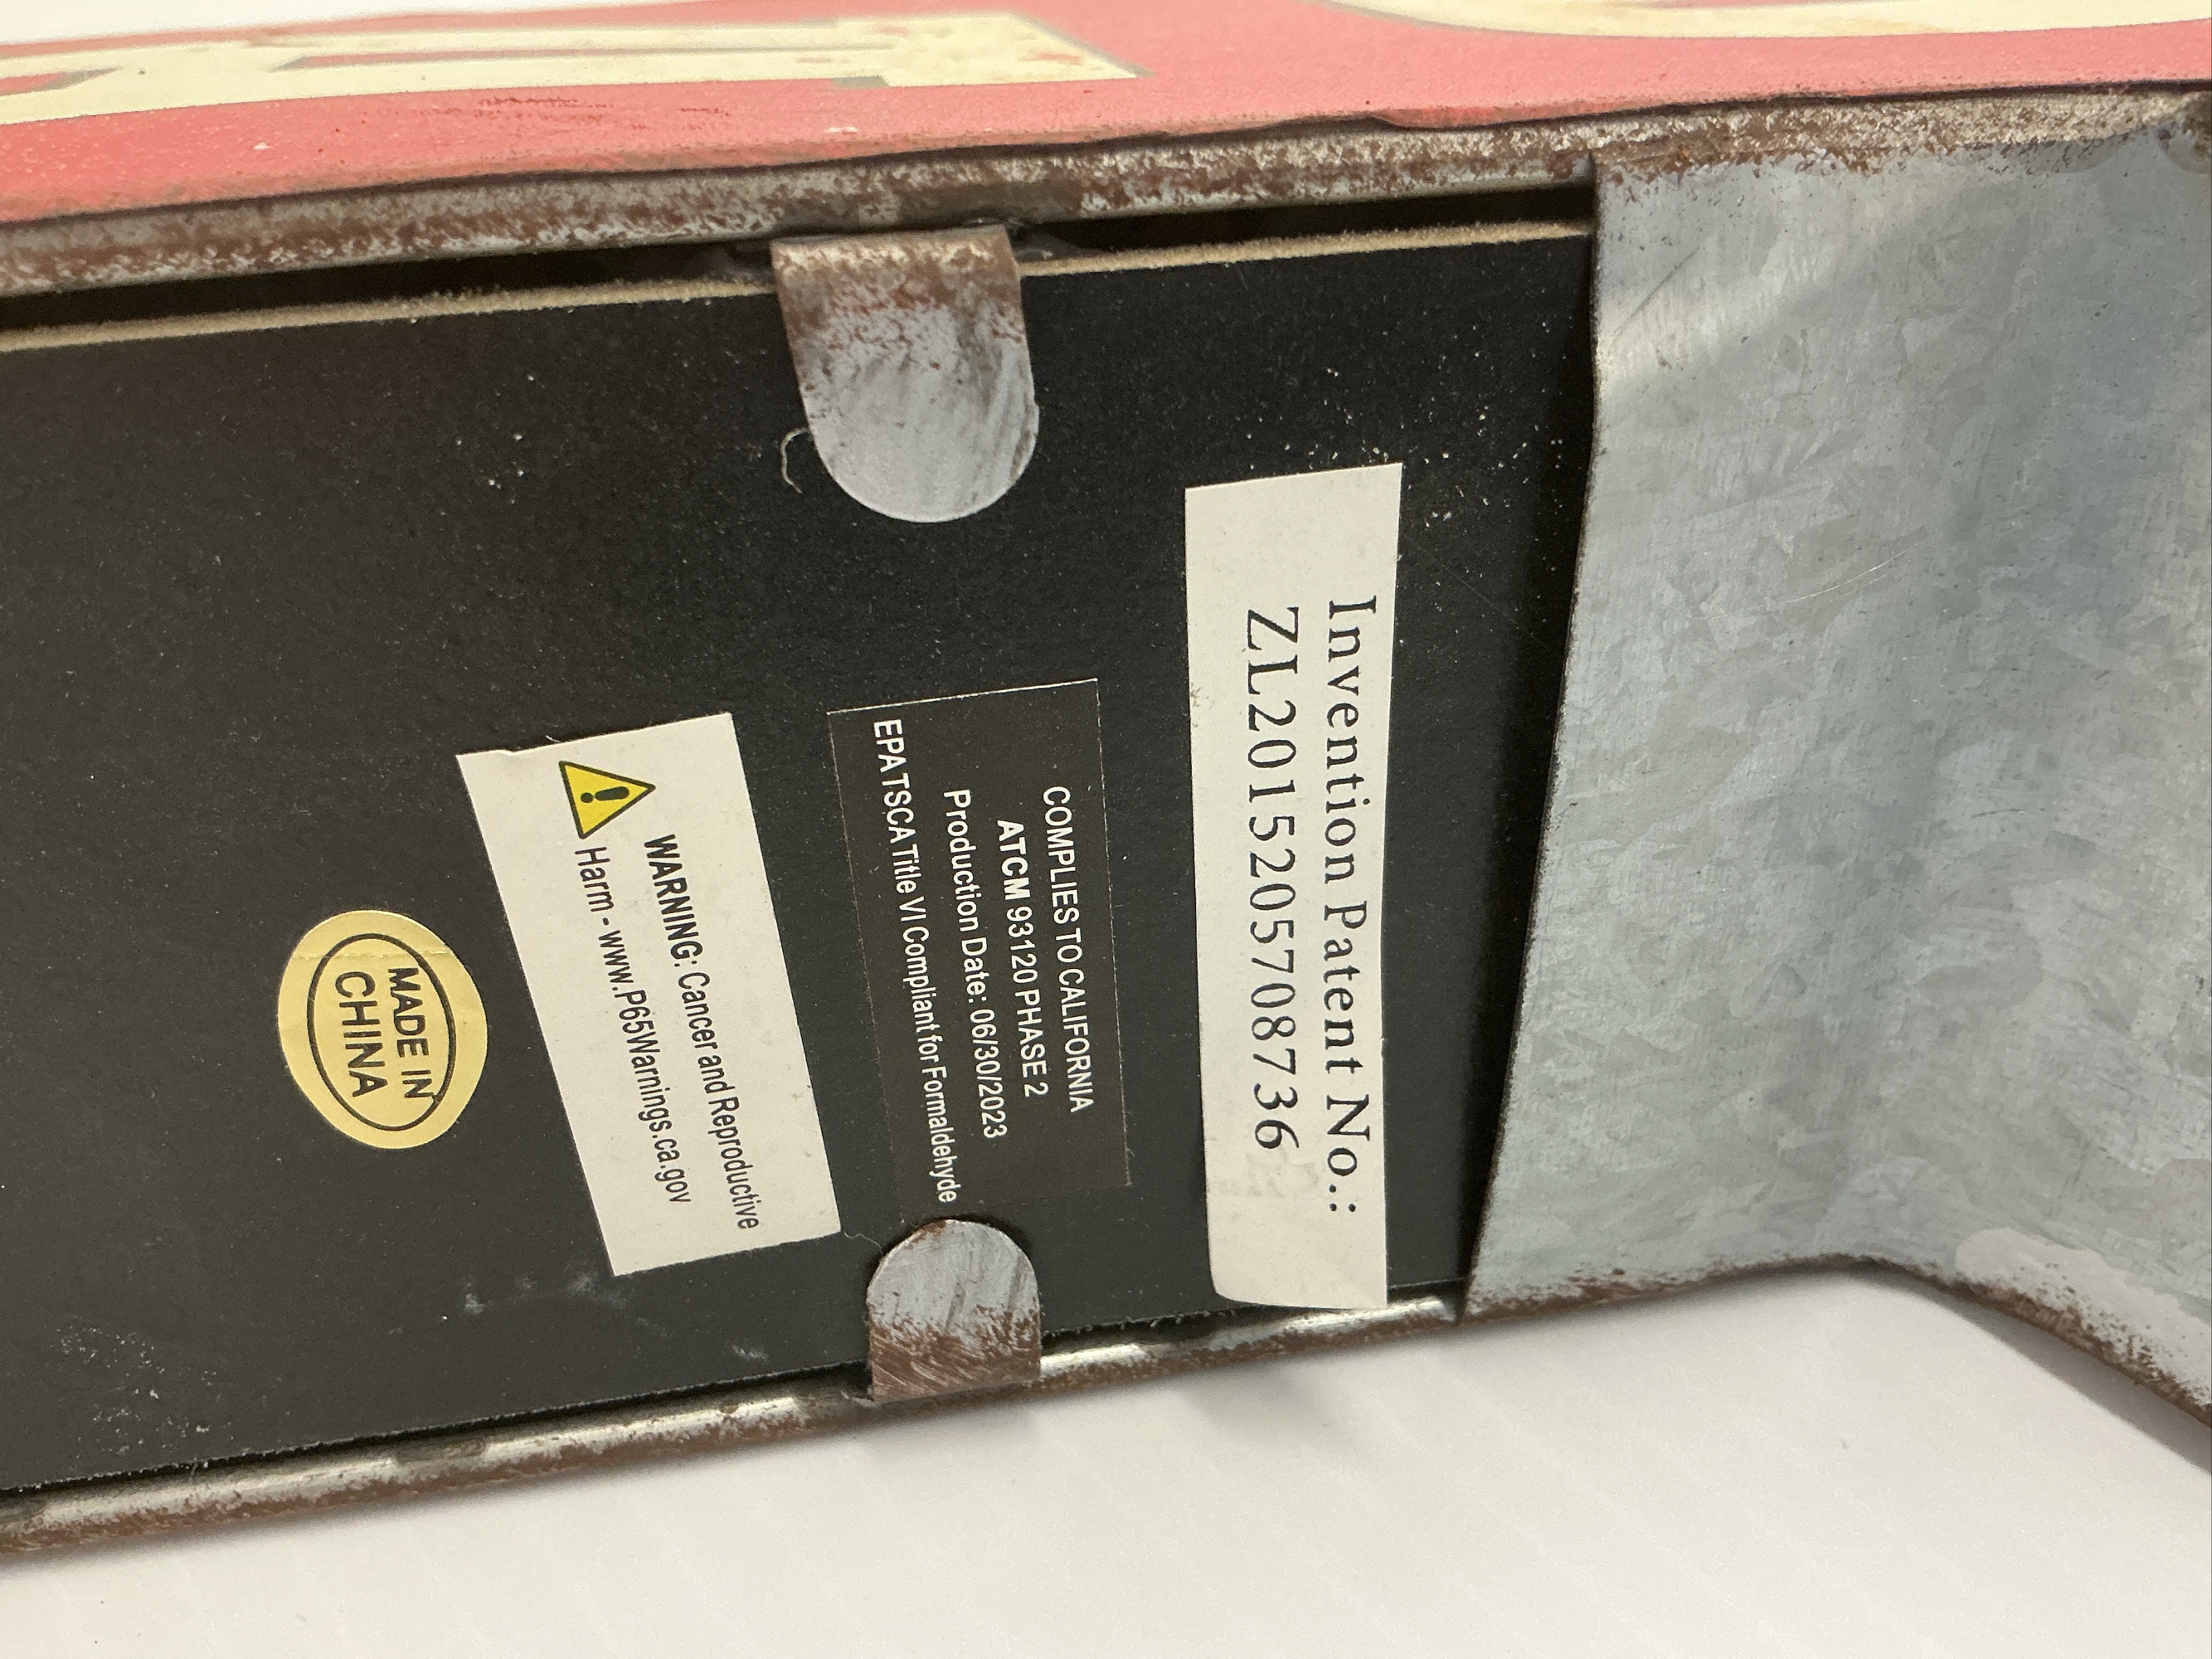 Invention Patent No.:
ZL2015205708736
COMPLIES TO CALIFORNIA
ATCM 93120 PHASE 2
Production Date: 06/30/2023
EPA TSCA Title VI Compliant for Formaldehyde
WARNING: Cancer and Reproductive
Harm - www.P65Warnings.ca.gov
MADE IN
CHINA